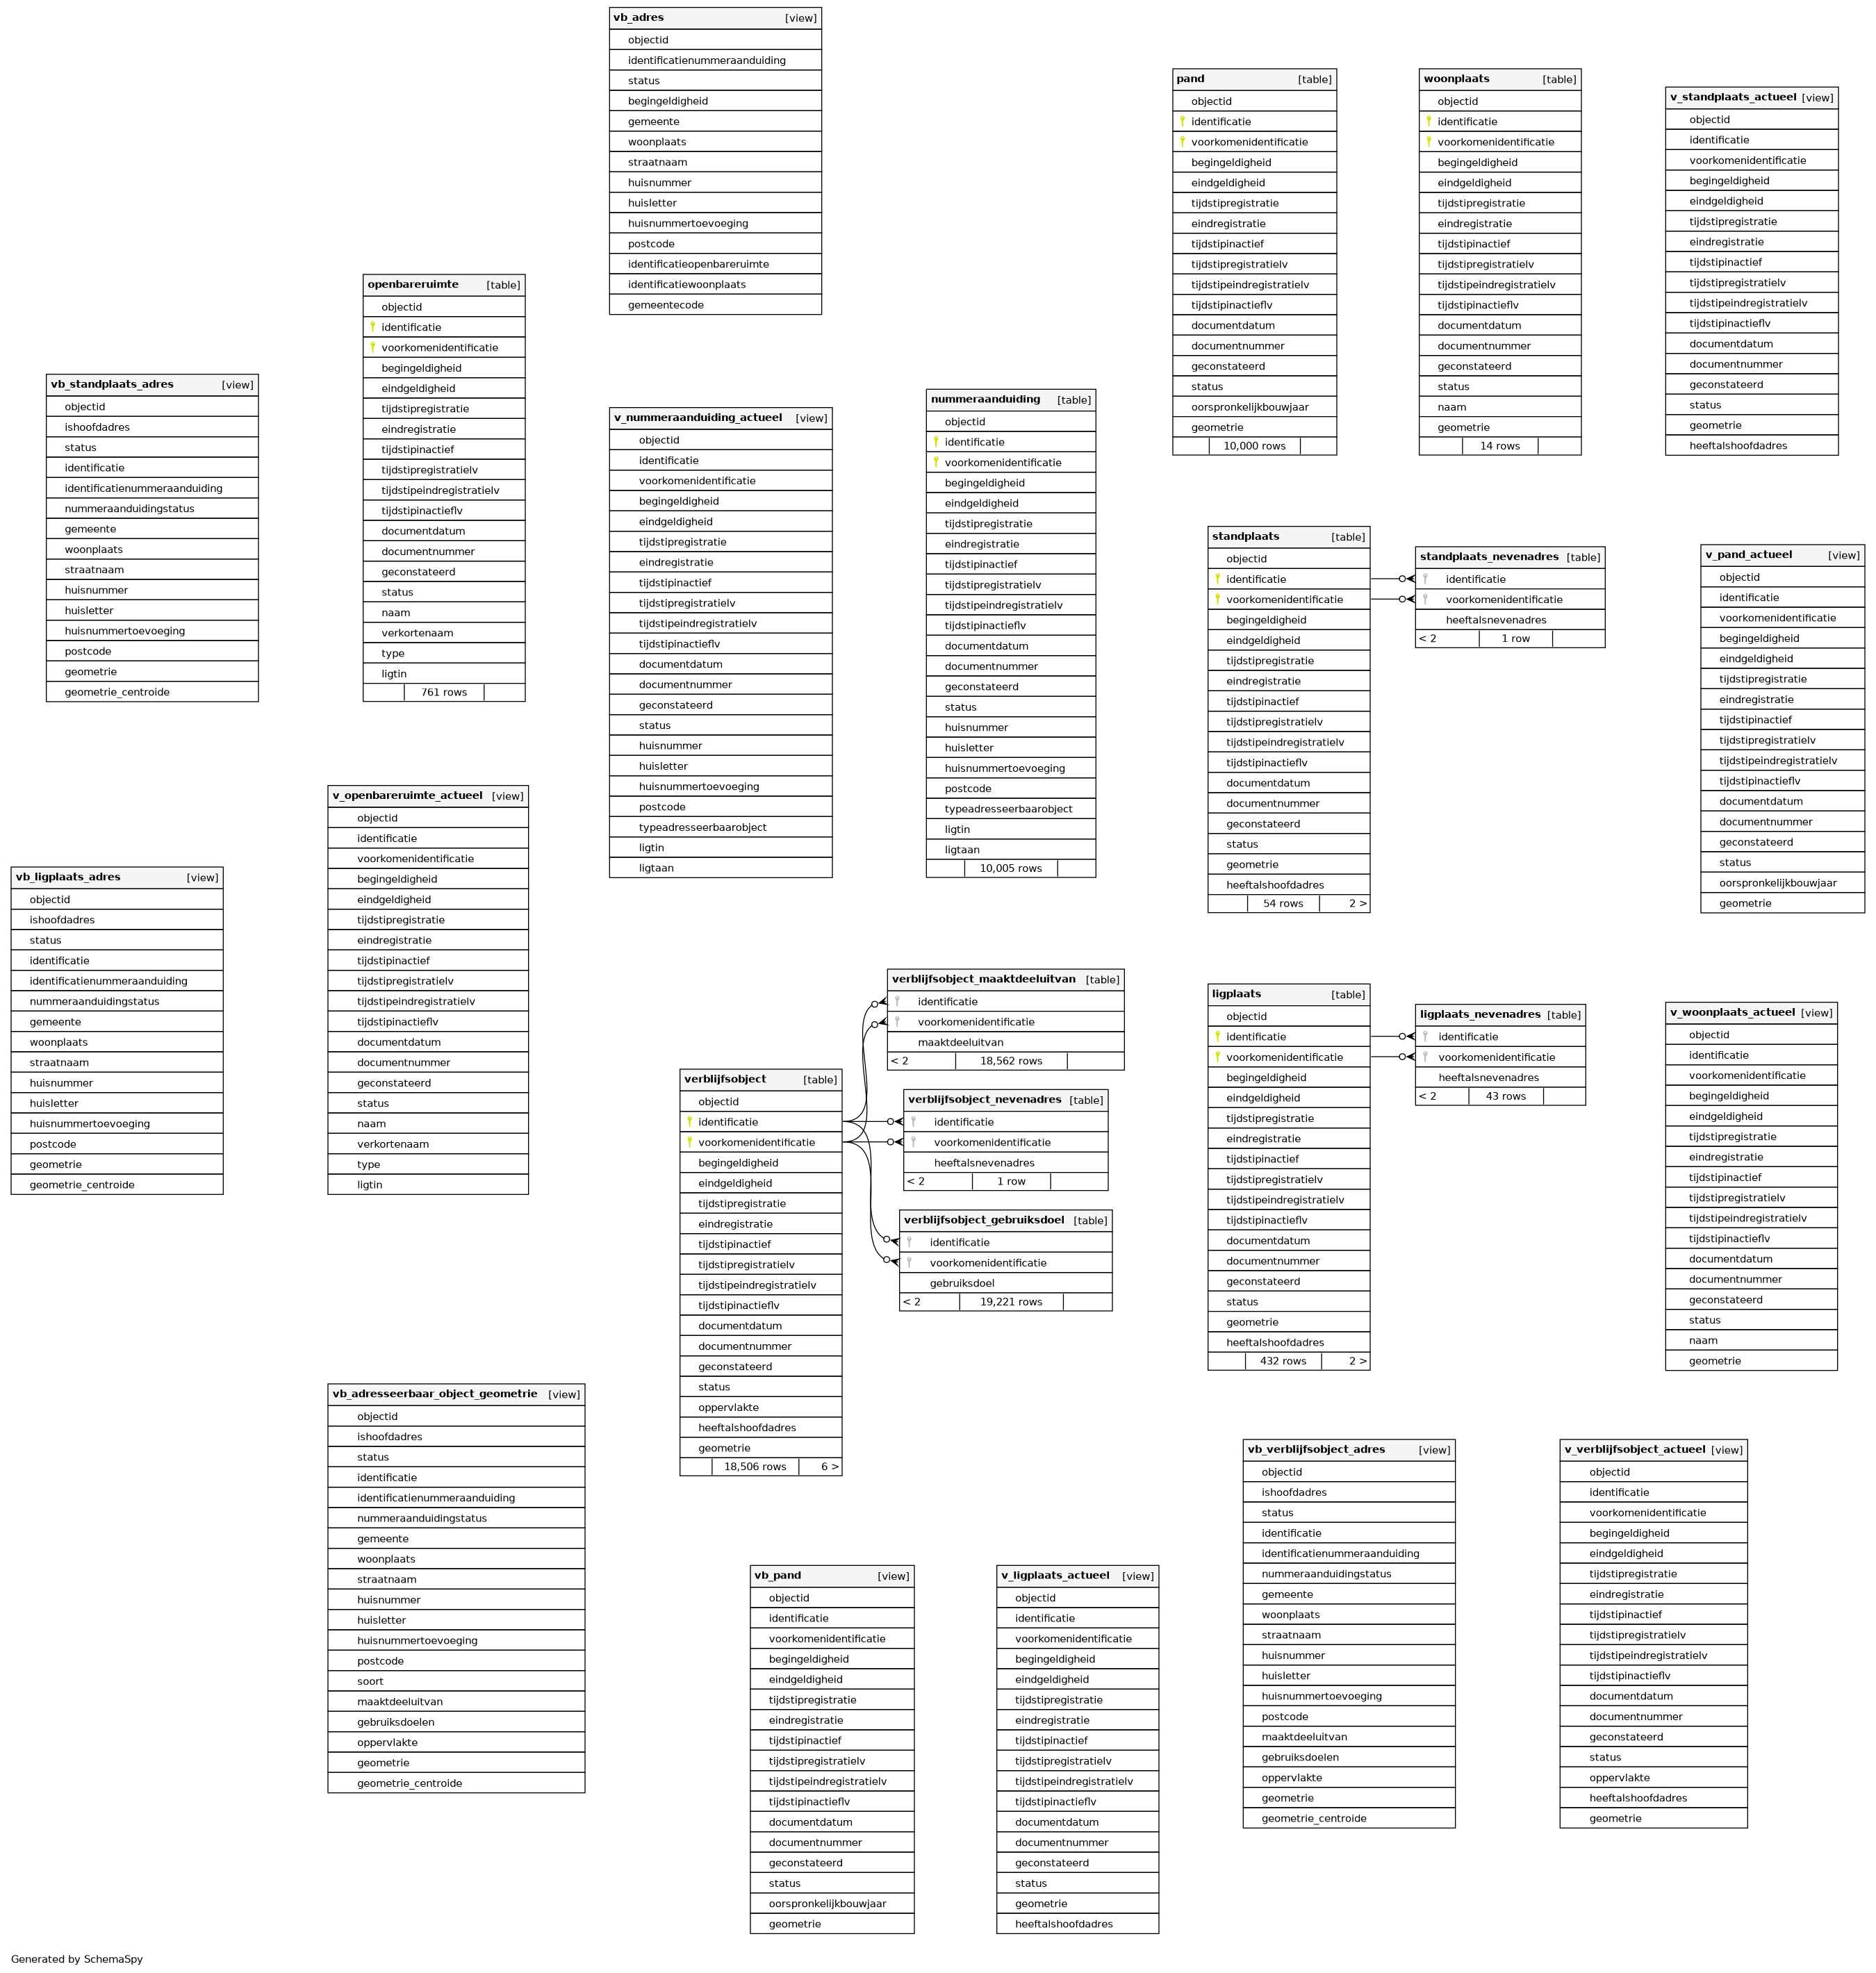 vb_adres [view]
objectid
identificatienummeraanduiding
status
begingeldigheid
gemeente
woonplaats
straatnaam
huisnummer
huisletter
huisnummertoevoeging
postcode
identificatieopenbareruimte
identificatiewoonplaats
gemeentecode
pand [table]
objectid
identificatie
voorkomenidentificatie
begingeldigheid
eindgeldigheid
tijdstipregistratie
eindregistratie
tijdstipinactief
tijdstipregistratielv
tijdstipeindregistratielv
tijdstipinactieflv
documentdatum
documentnummer
geconstateerd
status
oorspronkelijkbouwjaar
geometrie
10,000 rows
woonplaats [table]
objectid
identificatie
voorkomenidentificatie
begingeldigheid
eindgeldigheid
tijdstipregistratie
eindregistratie
tijdstipinactief
tijdstipregistratielv
tijdstipeindregistratielv
tijdstipinactieflv
documentdatum
documentnummer
geconstateerd
status
naam
geometrie
14 rows
v_standplaats_actueel [view]
objectid
identificatie
voorkomenidentificatie
begingeldigheid
eindgeldigheid
tijdstipregistratie
eindregistratie
tijdstipinactief
tijdstipregistratielv
tijdstipeindregistratielv
tijdstipinactieflv
documentdatum
documentnummer
geconstateerd
status
geometrie
heeftalshoofdadres
openbareruimte [table]
objectid
identificatie
voorkomenidentificatie
begingeldigheid
eindgeldigheid
tijdstipregistratie
eindregistratie
tijdstipinactief
tijdstipregistratielv
tijdstipeindregistratielv
tijdstipinactieflv
documentdatum
documentnummer
geconstateerd
status
naam
verkortenaam
type
ligtin
761 rows
vb_standplaats_adres [view]
objectid
ishoofdadres
status
identificatie
identificatienummeraanduiding
nummeraanduidingstatus
gemeente
woonplaats
straatnaam
huisnummer
huisletter
huisnummertoevoeging
postcode
geometrie
geometrie_centroide
v_nummeraanduiding_actueel [view]
objectid
identificatie
voorkomenidentificatie
begingeldigheid
eindgeldigheid
tijdstipregistratie
eindregistratie
tijdstipinactief
tijdstipregistratielv
tijdstipeindregistratielv
tijdstipinactieflv
documentdatum
documentnummer
geconstateerd
status
huisnummer
huisletter
huisnummertoevoeging
postcode
typeadresseerbaarobject
ligtin
ligtaan
nummeraanduiding [table]
objectid
identificatie
voorkomenidentificatie
begingeldigheid
eindgeldigheid
tijdstipregistratie
eindregistratie
tijdstipinactief
tijdstipregistratielv
tijdstipeindregistratielv
tijdstipinactieflv
documentdatum
documentnummer
geconstateerd
status
huisnummer
huisletter
huisnummertoevoeging
postcode
typeadresseerbaarobject
ligtin
ligtaan
10,005 rows
standplaats [table]
objectid
identificatie
voorkomenidentificatie
begingeldigheid
eindgeldigheid
tijdstipregistratie
eindregistratie
tijdstipinactief
tijdstipregistratielv
tijdstipeindregistratielv
tijdstipinactieflv
documentdatum
documentnummer
geconstateerd
status
geometrie
heeftalshoofdadres
54 rows 2 >
standplaats_nevenadres [table]
identificatie
voorkomenidentificatie
heeftalsnevenadres
< 2 1 row
v_pand_actueel [view]
objectid
identificatie
voorkomenidentificatie
begingeldigheid
eindgeldigheid
tijdstipregistratie
eindregistratie
tijdstipinactief
tijdstipregistratielv
tijdstipeindregistratielv
tijdstipinactieflv
documentdatum
documentnummer
geconstateerd
status
oorspronkelijkbouwjaar
geometrie
v_openbareruimte_actueel [view]
objectid
identificatie
voorkomenidentificatie
begingeldigheid
eindgeldigheid
tijdstipregistratie
eindregistratie
tijdstipinactief
tijdstipregistratielv
tijdstipeindregistratielv
tijdstipinactieflv
documentdatum
documentnummer
geconstateerd
status
naam
verkortenaam
type
ligtin
vb_ligplaats_adres [view]
objectid
ishoofdadres
status
identificatie
identificatienummeraanduiding
nummeraanduidingstatus
gemeente
woonplaats
straatnaam
huisnummer
huisletter
huisnummertoevoeging
postcode
geometrie
geometrie_centroide
verblijfsobject_maaktdeeluitvan [table]
identificatie
voorkomenidentificatie
maaktdeeluitvan
< 2 18,562 rows
verblijfsobject [table]
objectid
identificatie
voorkomenidentificatie
begingeldigheid
eindgeldigheid
tijdstipregistratie
eindregistratie
tijdstipinactief
tijdstipregistratielv
tijdstipeindregistratielv
tijdstipinactieflv
documentdatum
documentnummer
geconstateerd
status
oppervlakte
heeftalshoofdadres
geometrie
18,506 rows 6 >
verblijfsobject_nevenadres [table]
identificatie
voorkomenidentificatie
heeftalsnevenadres
< 2 1 row
verblijfsobject_gebruiksdoel [table]
identificatie
voorkomenidentificatie
gebruiksdoel
< 2 19,221 rows
ligplaats [table]
objectid
identificatie
voorkomenidentificatie
begingeldigheid
eindgeldigheid
tijdstipregistratie
eindregistratie
tijdstipinactief
tijdstipregistratielv
tijdstipeindregistratielv
tijdstipinactieflv
documentdatum
documentnummer
geconstateerd
status
geometrie
heeftalshoofdadres
432 rows 2 >
ligplaats_nevenadres [table]
identificatie
voorkomenidentificatie
heeftalsnevenadres
< 2 43 rows
v_woonplaats_actueel [view]
objectid
identificatie
voorkomenidentificatie
begingeldigheid
eindgeldigheid
tijdstipregistratie
eindregistratie
tijdstipinactief
tijdstipregistratielv
tijdstipeindregistratielv
tijdstipinactieflv
documentdatum
documentnummer
geconstateerd
status
naam
geometrie
vb_adresseerbaar_object_geometrie [view]
objectid
ishoofdadres
status
identificatie
identificatienummeraanduiding
nummeraanduidingstatus
gemeente
woonplaats
straatnaam
huisnummer
huisletter
huisnummertoevoeging
postcode
soort
maaktdeeluitvan
gebruiksdoelen
oppervlakte
geometrie
geometrie_centroide
vb_pand [view]
objectid
identificatie
voorkomenidentificatie
begingeldigheid
eindgeldigheid
tijdstipregistratie
eindregistratie
tijdstipinactief
tijdstipregistratielv
tijdstipeindregistratielv
tijdstipinactieflv
documentdatum
documentnummer
geconstateerd
status
oorspronkelijkbouwjaar
geometrie
v_ligplaats_actueel [view]
objectid
identificatie
voorkomenidentificatie
begingeldigheid
eindgeldigheid
tijdstipregistratie
eindregistratie
tijdstipinactief
tijdstipregistratielv
tijdstipeindregistratielv
tijdstipinactieflv
documentdatum
documentnummer
geconstateerd
status
geometrie
heeftalshoofdadres
vb_verblijfsobject_adres [view]
objectid
ishoofdadres
status
identificatie
identificatienummeraanduiding
nummeraanduidingstatus
gemeente
woonplaats
straatnaam
huisnummer
huisletter
huisnummertoevoeging
postcode
maaktdeeluitvan
gebruiksdoelen
oppervlakte
geometrie
geometrie_centroide
v_verblijfsobject_actueel [view]
objectid
identificatie
voorkomenidentificatie
begingeldigheid
eindgeldigheid
tijdstipregistratie
eindregistratie
tijdstipinactief
tijdstipregistratielv
tijdstipeindregistratielv
tijdstipinactieflv
documentdatum
documentnummer
geconstateerd
status
oppervlakte
heeftalshoofdadres
geometrie
Generated by SchemaSpy